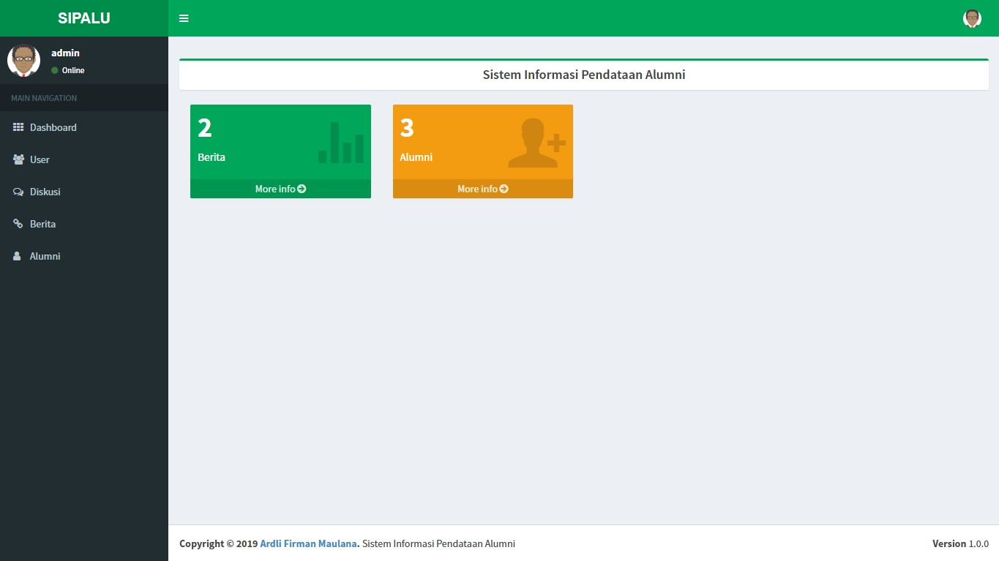 SIPALU
admin
Online
MAIN NAVIGATION
Dashboard
User
Diskusi
Berita
Alumni
Sistem Informasi Pendataan Alumni
2
Berita
More info
3
Alumni
More info
Copyright © 2019 Ardli Firman Maulana. Sistem Informasi Pendataan Alumni
Version 1.0.0